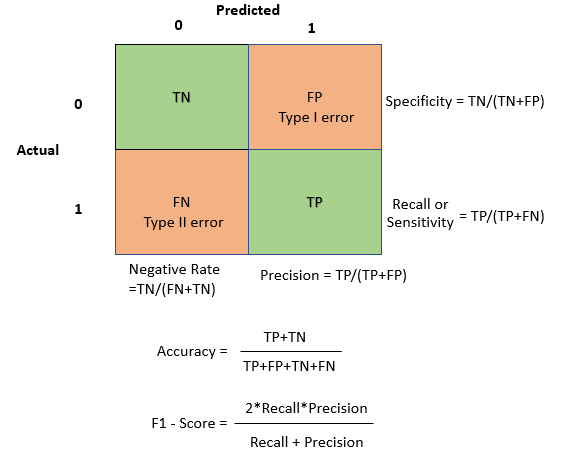 Predicted
0 1
TN
FP
Type I error
0
Specificity = TN/(TN+FP)
Actual
1
FN
Type II error
TP
Recall or
Sensitivity = TP/(TP+FN)
Negative Rate
=TN/(FN+TN)
Precision = TP/(TP+FP)
Accuracy =
TP+TN
TP+FP+TN+FN
F1 - Score =
2*Recall*Precision
Recall + Precision